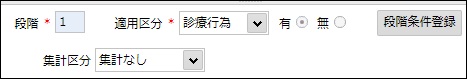 段階 * 1 適用区分 * 診療行為 有 無 段階条件登録
集計区分 集計なし